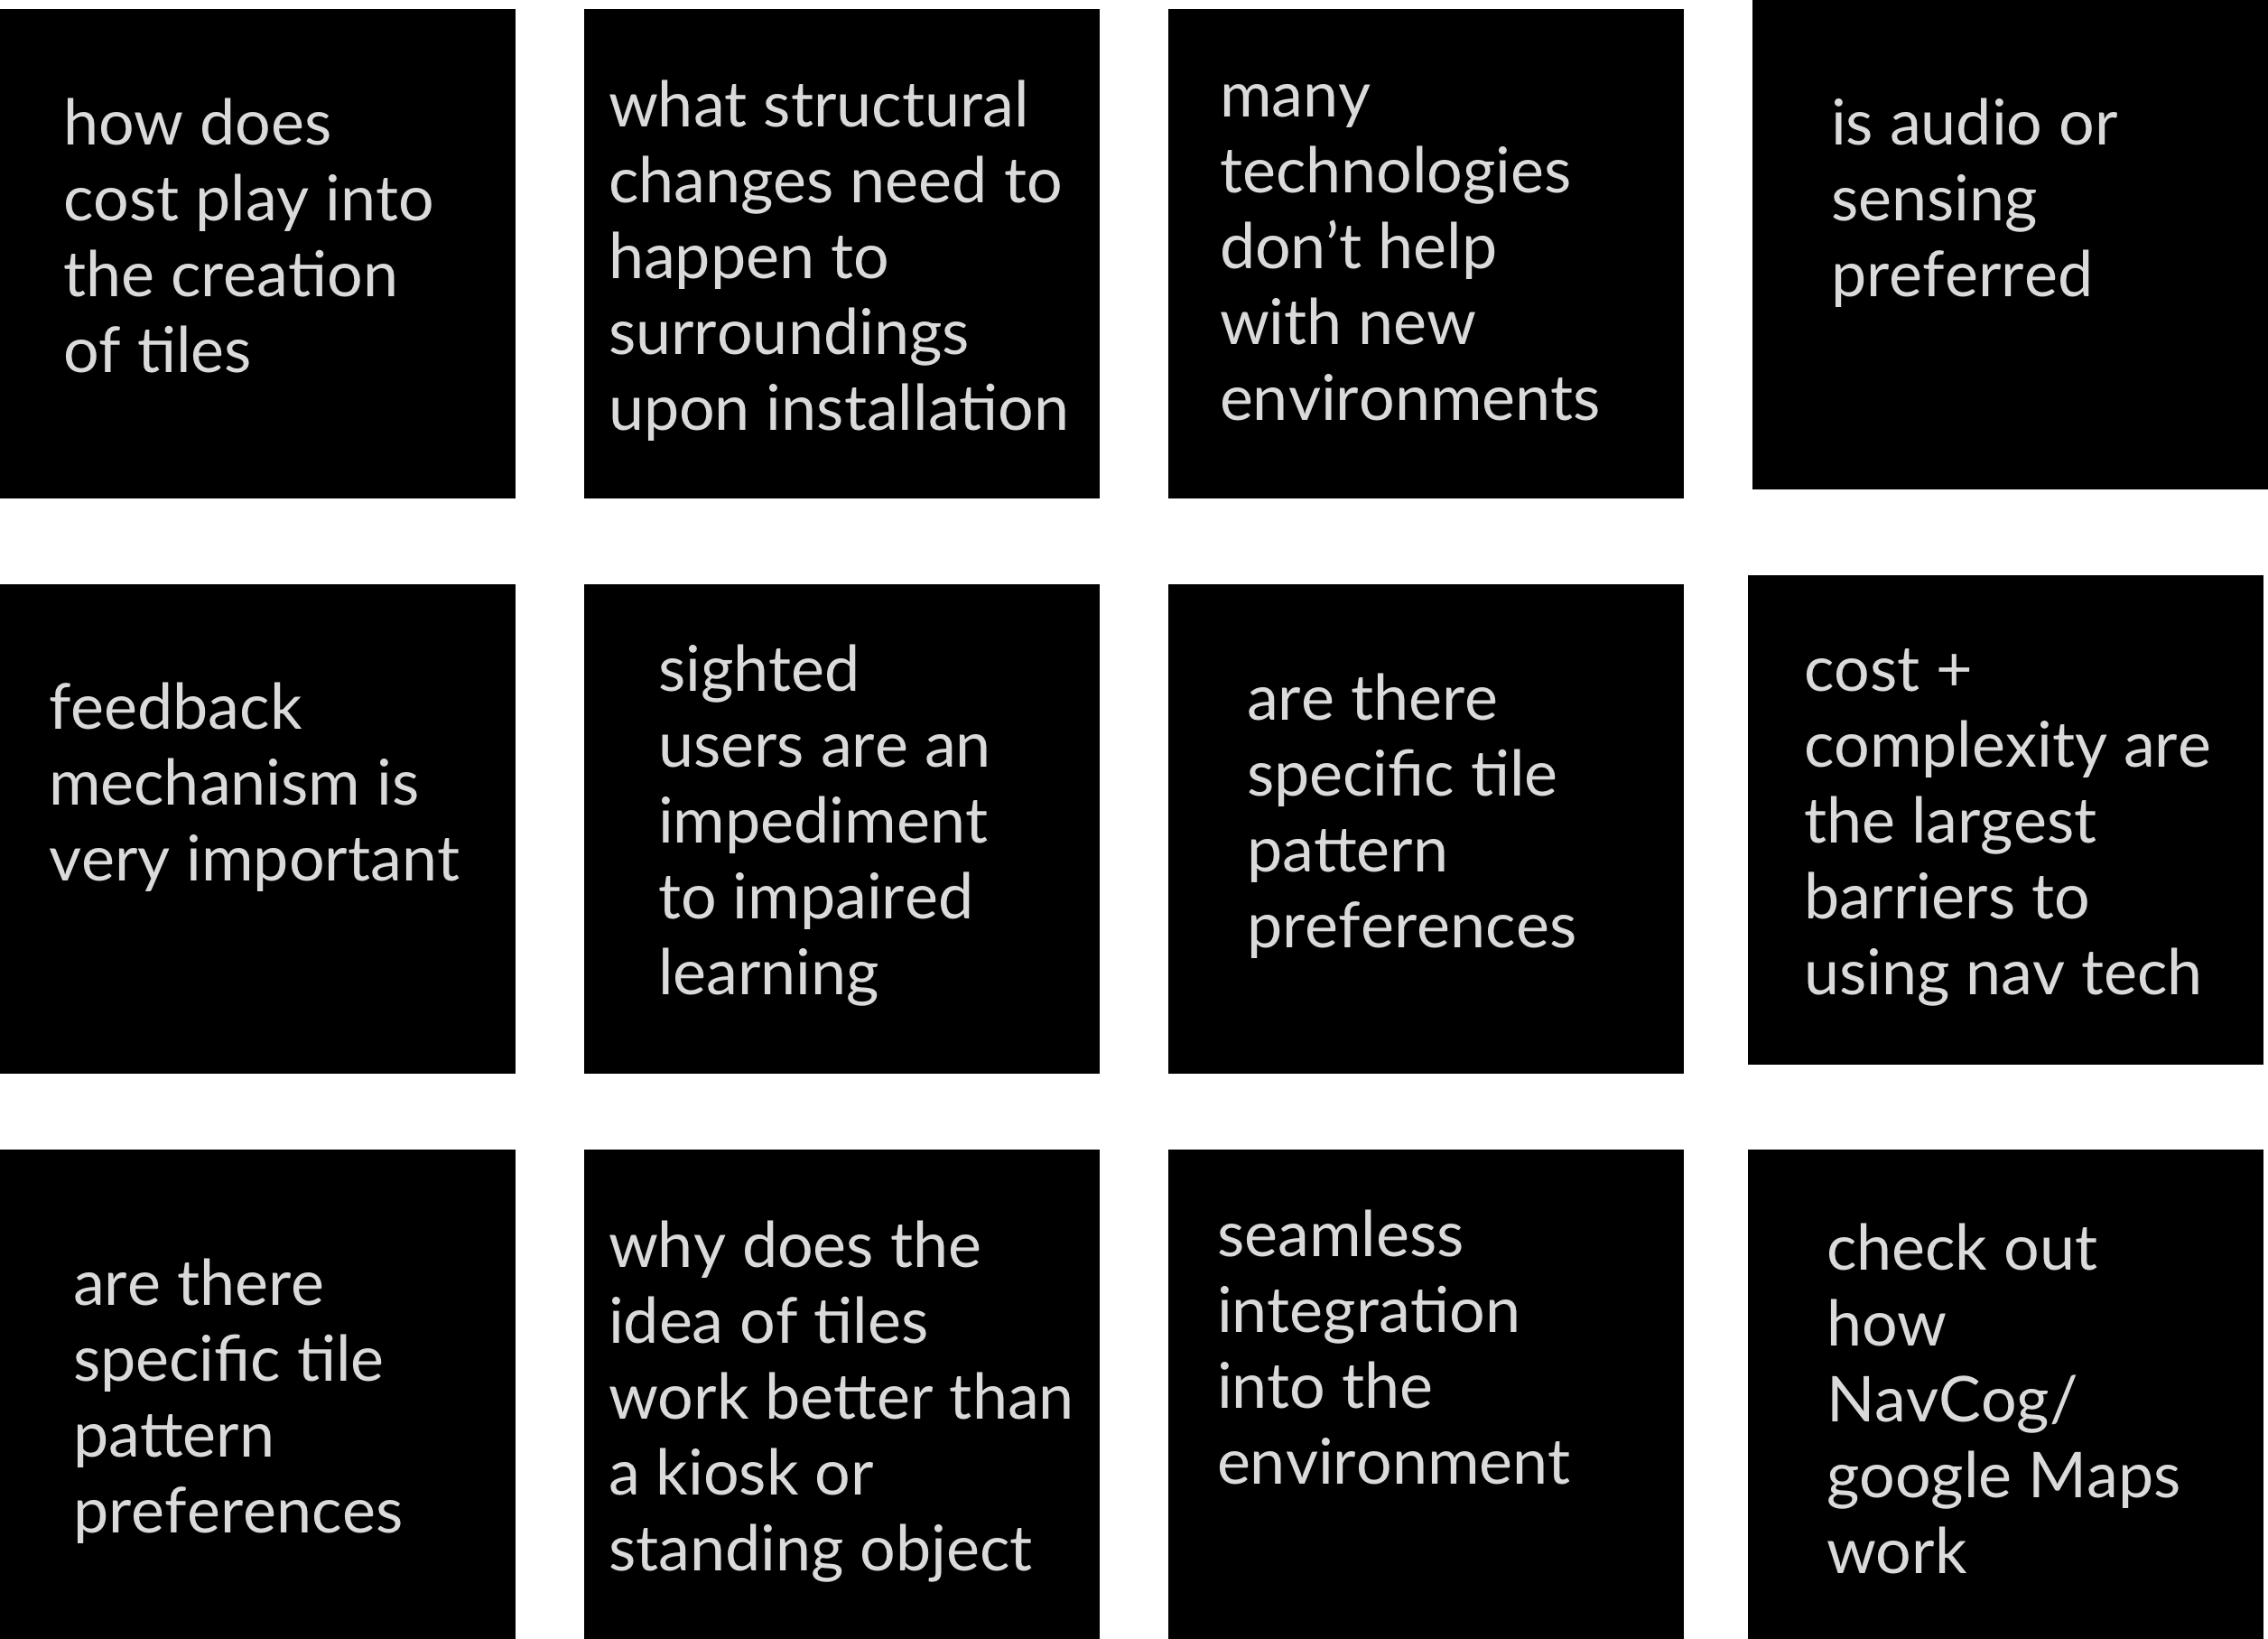 how does
cost play into
the creation
of tiles
what structural
changes need to
happen to
surroundings
upon installation
many
technologies
don’t help
with new
environments
is audio or
sensing
preferred
feedback
mechanism is
very important
sighted
users are an
impediment
to impaired
learning
are there
specific tile
pattern
preferences
cost +
complexity are
the largest
barriers to
using nav tech
are there
specific tile
pattern
preferences
why does the
idea of tiles
work better than
a kiosk or
standing object
seamless
integration
into the
environment
check out
how
NavCog/
google Maps
work